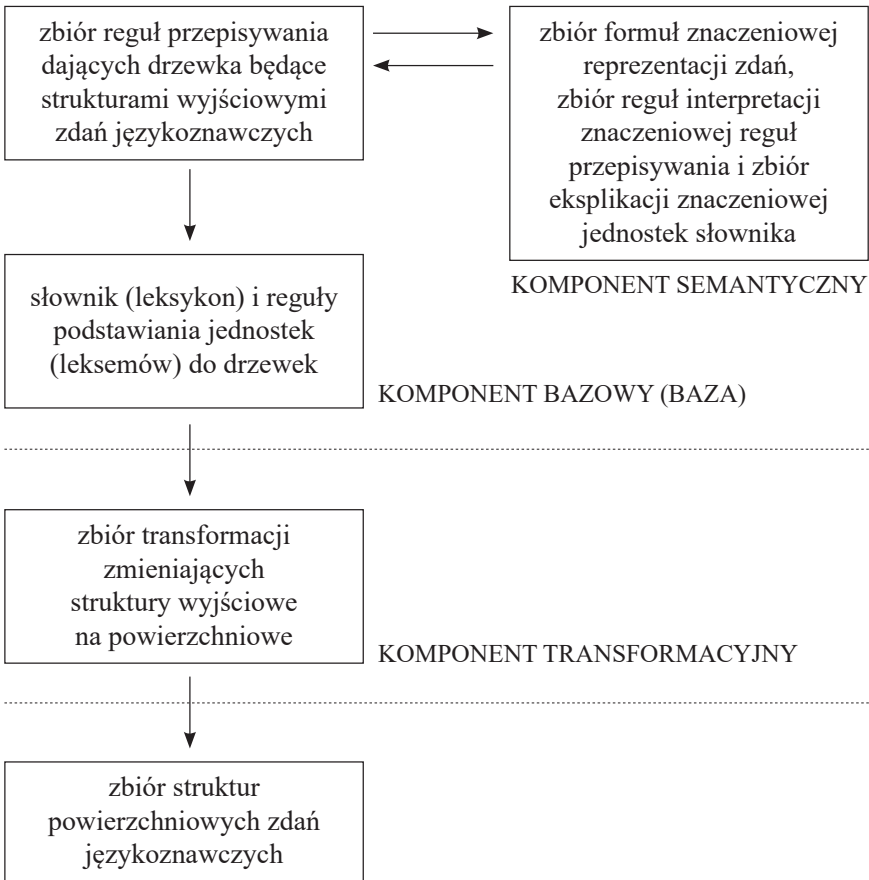 zbiór reguł przepisywania
dających drzewka będące
strukturami wyjściowymi
zdań językoznawczych
zbiór formuł znaczeniowej
reprezentacji zdań,
zbiór reguł interpretacji
znaczeniowej reguł
przepisywania i zbiór
eksplikacji znaczeniowej
jednostek słownika
KOMPONENT SEMANTYCZNY
słownik (leksykon) i reguły
podstawiania jednostek
(leksemów) do drzewek
KOMPONENT BAZOWY (BAZA)
zbiór transformacji
zmieniających
struktury wyjściowe
na powierzchniowe
KOMPONENT TRANSFORMACYJNY
zbiór struktur
powierzchniowych zdań
językoznawczych